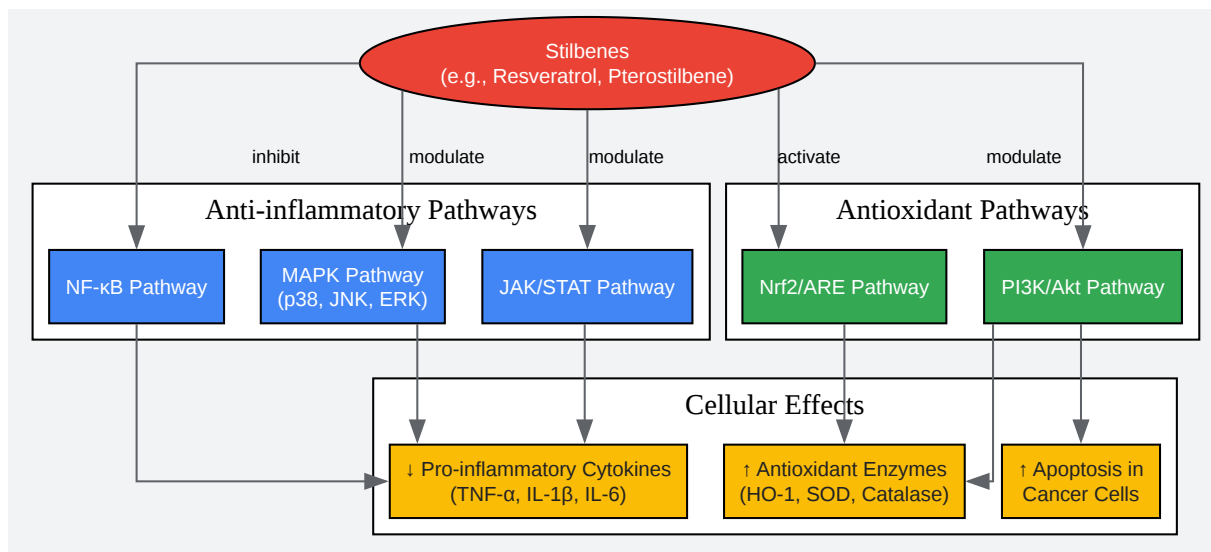 Stilbenes
(e.g., Resveratrol, Pterostilbene)
inhibit
modulate
modulate
activate
modulate
Anti-inflammatory Pathways
Antioxidant Pathways
NF-κB Pathway
MAPK Pathway
(p38, JNK, ERK)
JAK/STAT Pathway
Nrf2/ARE Pathway
PI3K/Akt Pathway
Cellular Effects
↓ Pro-inflammatory Cytokines
(TNF-α, IL-1β, IL-6)
↑ Antioxidant Enzymes
(HO-1, SOD, Catalase)
↑ Apoptosis in
Cancer Cells